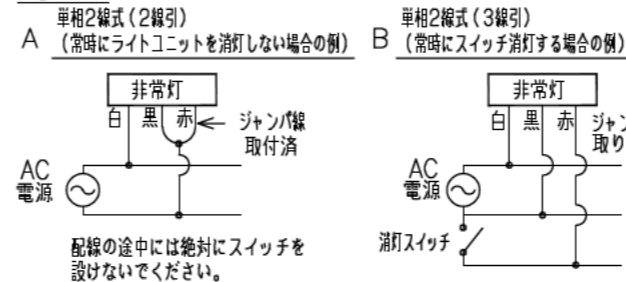 A 単相2線式(2線引)
(常時にライトユニットを消灯しない場合の例)
非常灯
白 黒 赤
ジャンパ線
取付済
AC
電源
配線の途中には絶対にスイッチを
設けないでください。
B 単相2線式(3線引)
(常時にスイッチ消灯する場合の例)
非常灯
白 黒 赤
ジャン
取り
AC
電源
消灯スイッチ